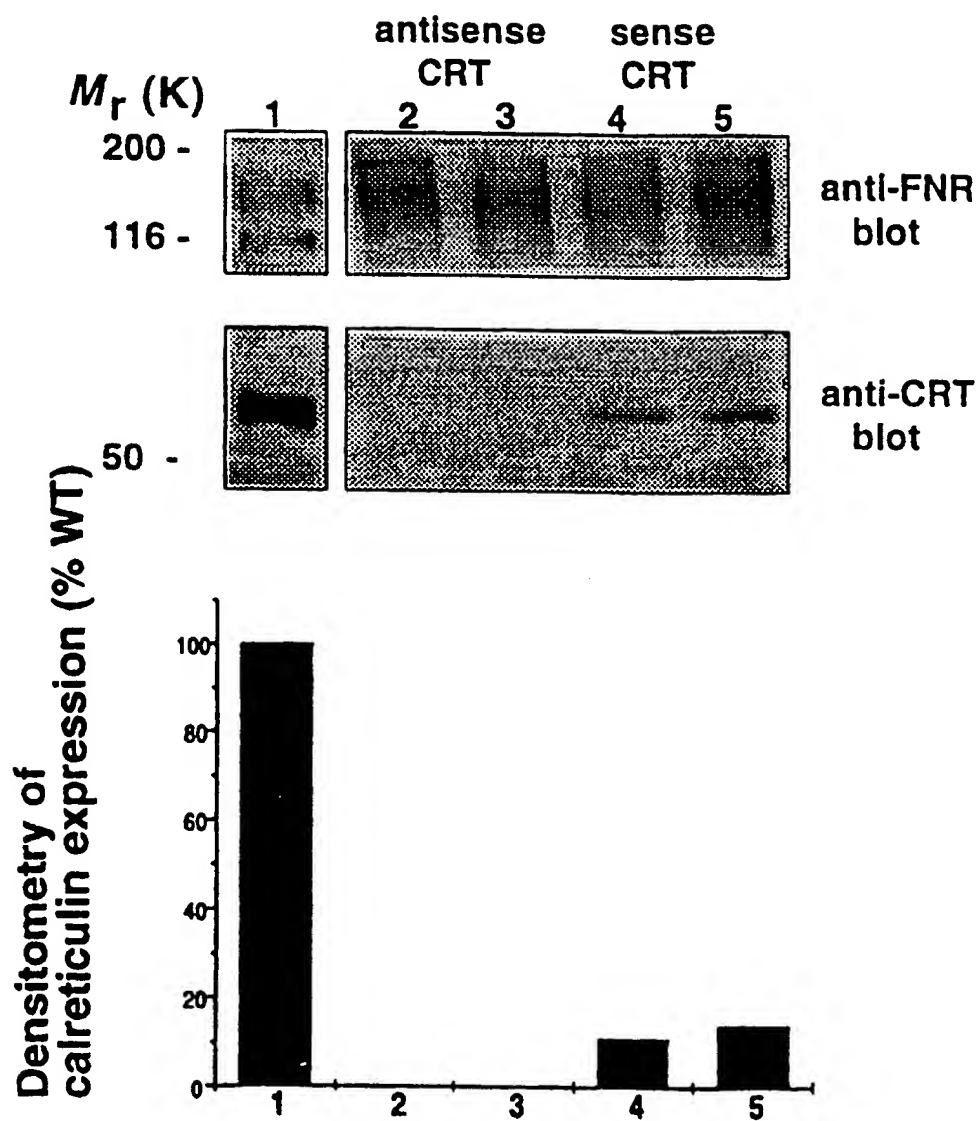 antisense sense
CRT CRT
Mr (K)
1 2 3 4 5
200 -
116 -
anti-FNR
blot
50 -
anti-CRT
blot
Densitometry of
calreticulin expression (% WT)
100
80
60
40
20
0
1 2 3 4 5